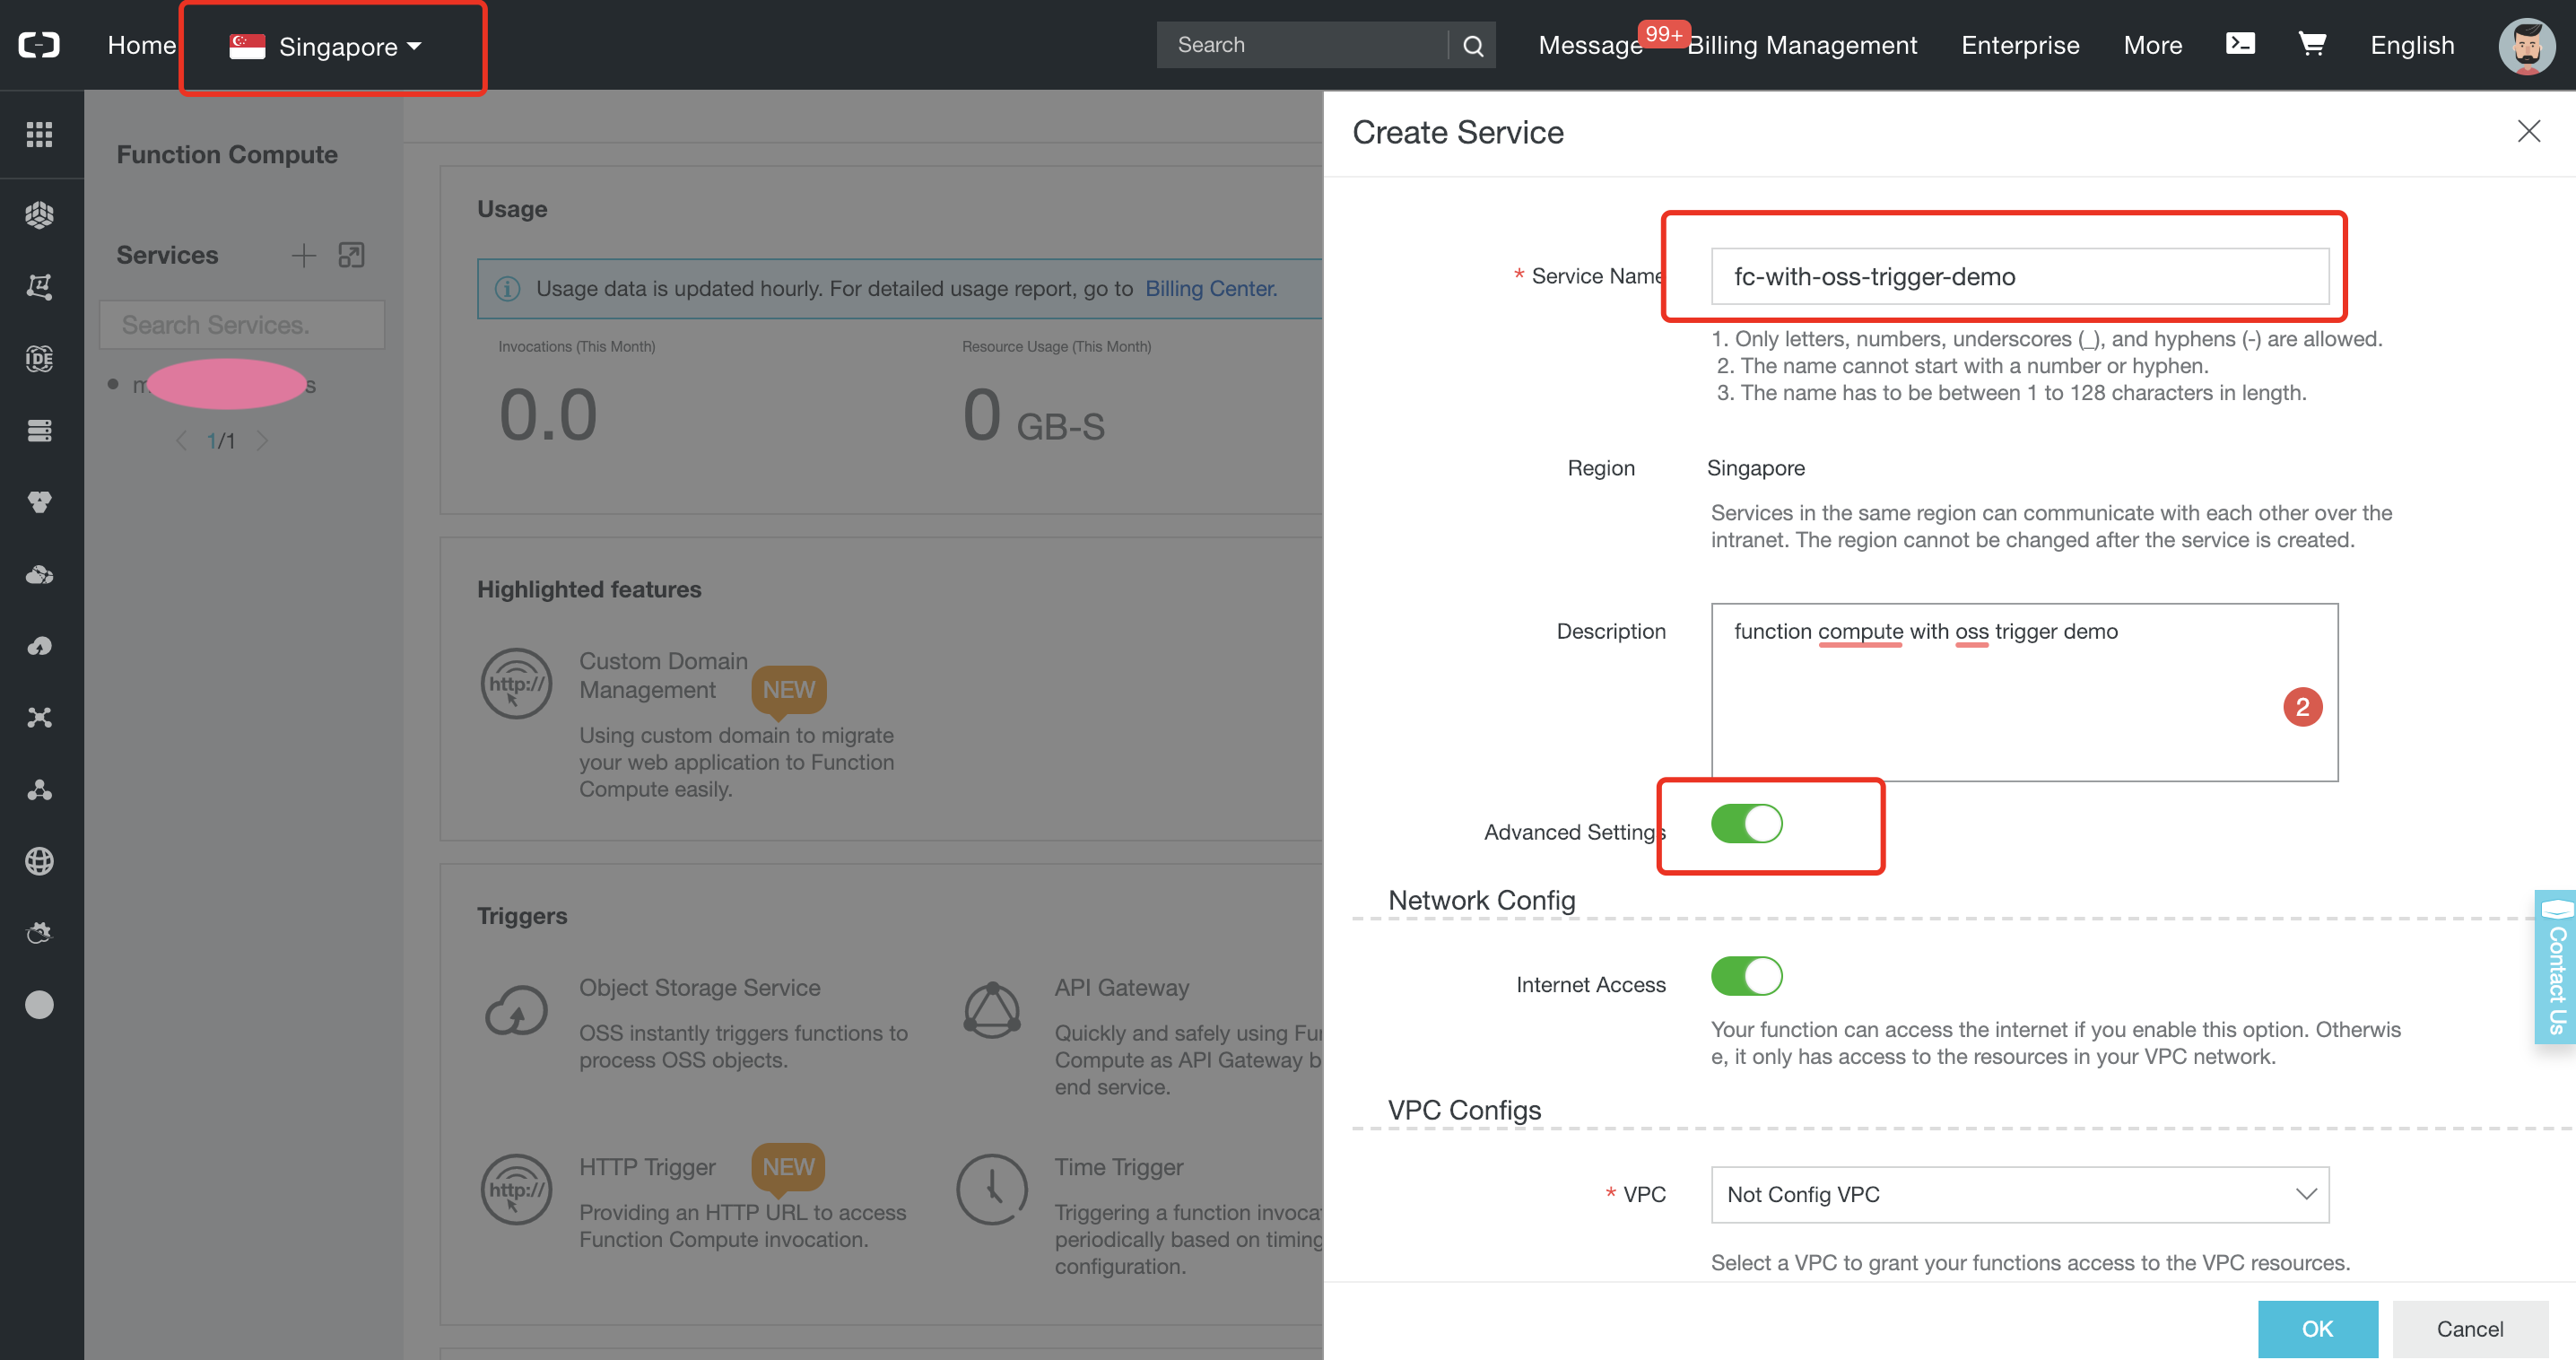 Home
Singapore
Search
Message
99+
Billing Management
Enterprise
More
English
Function Compute
Services
Search Services.
m s
1/1
Usage
Usage data is updated hourly. For detailed usage report, go to Billing Center.
Invocations (This Month)
Resource Usage (This Month)
0.0
0 GB-S
Highlighted features
http://
Custom Domain
Management
NEW
Using custom domain to migrate
your web application to Function
Compute easily.
Triggers
Object Storage Service
OSS instantly triggers functions to
process OSS objects.
API Gateway
Quickly and safely using Fu
Compute as API Gateway b
end service.
http://
HTTP Trigger
NEW
Providing an HTTP URL to access
Function Compute invocation.
Time Trigger
Triggering a function invoca
periodically based on timing
configuration.
Create Service
* Service Name
fc-with-oss-trigger-demo
1. Only letters, numbers, underscores (_), and hyphens (-) are allowed.
2. The name cannot start with a number or hyphen.
3. The name has to be between 1 to 128 characters in length.
Region
Singapore
Services in the same region can communicate with each other over the
intranet. The region cannot be changed after the service is created.
Description
function compute with oss trigger demo
2
Advanced Settings
Network Config
Internet Access
Your function can access the internet if you enable this option. Otherwis
e, it only has access to the resources in your VPC network.
VPC Configs
* VPC
Not Config VPC
Select a VPC to grant your functions access to the VPC resources.
OK
Cancel
Contact Us
IDE